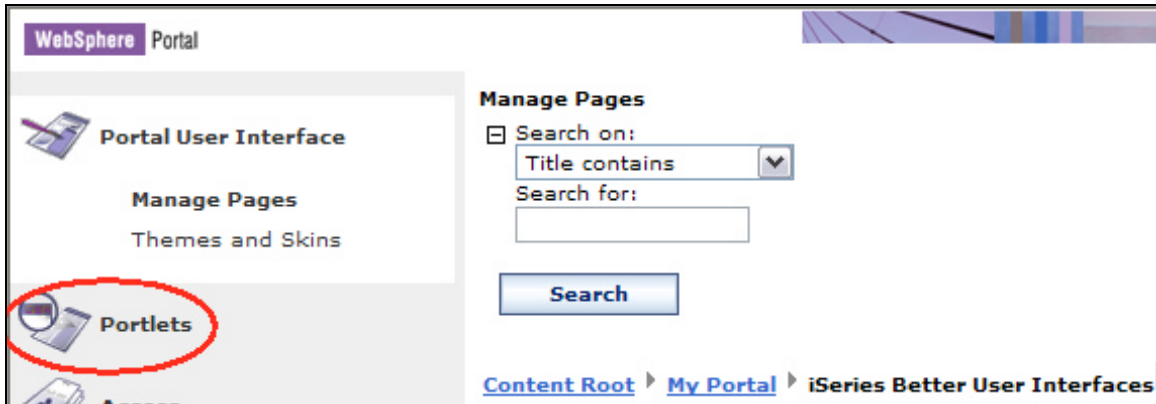 WebSphere Portal
Portal User Interface
Manage Pages
Themes and Skins
Portlets
Access
Manage Pages
Search on:
Title contains
Search for:
Search
Content Root My Portal iSeries Better User Interfaces